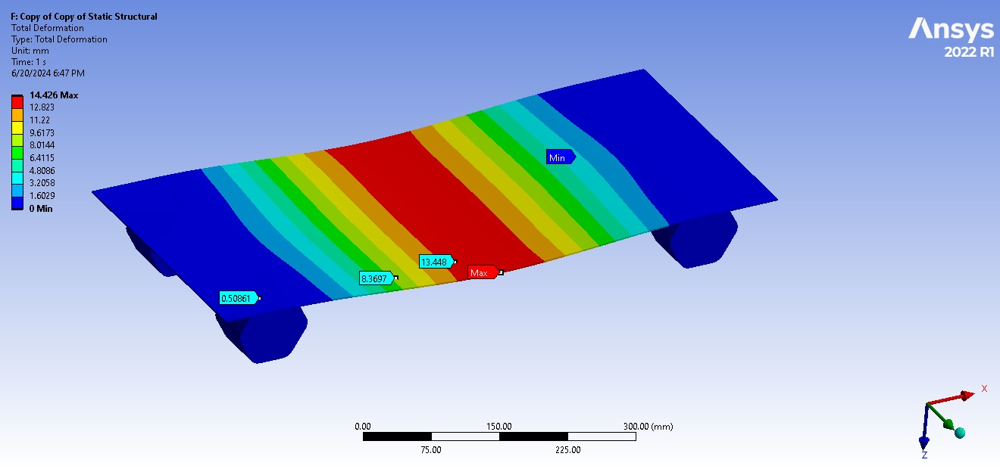 F: Copy of Copy of Static Structural
Total Deformation
Type: Total Deformation
Unit: mm
Time: 1 s
6/20/2024 6:47 PM
Ansys
2022 R1
14.426 Max
12.823
11.22
9.6173
8.0144
6.4115
4.8086
3.2058
1.6029
0 Min
Min
13.448
Max
8.3697
0.50861
0.00 150.00 300.00 (mm)
75.00 225.00
X
Z